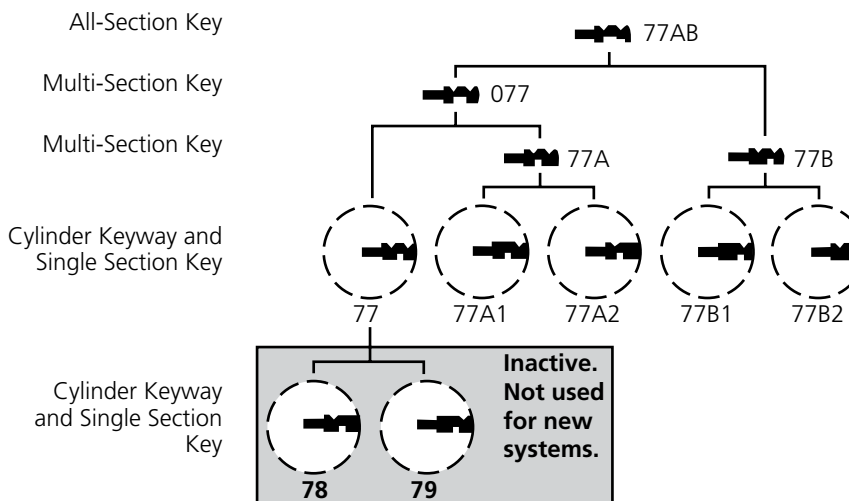 All-Section Key
77AB
Multi-Section Key
077
Multi-Section Key
77A
77B
Cylinder Keyway and
Single Section Key
77
77A1
77A2
77B1
77B2
Cylinder Keyway
and Single Section
Key
78
79
Inactive.
Not used
for new
systems.